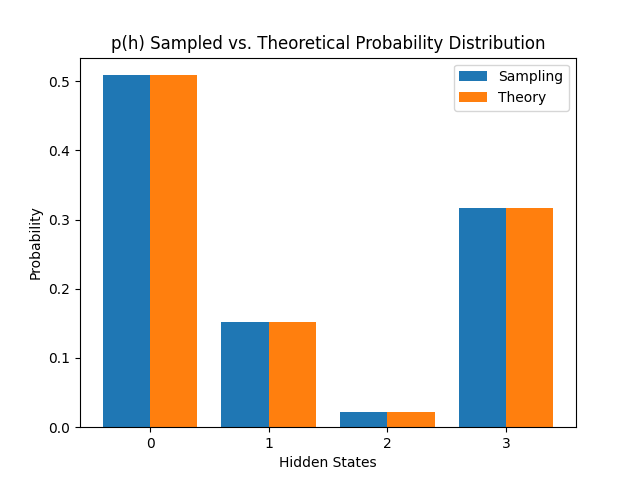 p(h) Sampled vs. Theoretical Probability Distribution
Sampling
Theory
Probability
0.5
0.4
0.3
0.2
0.1
0.0
0 1 2 3
Hidden States